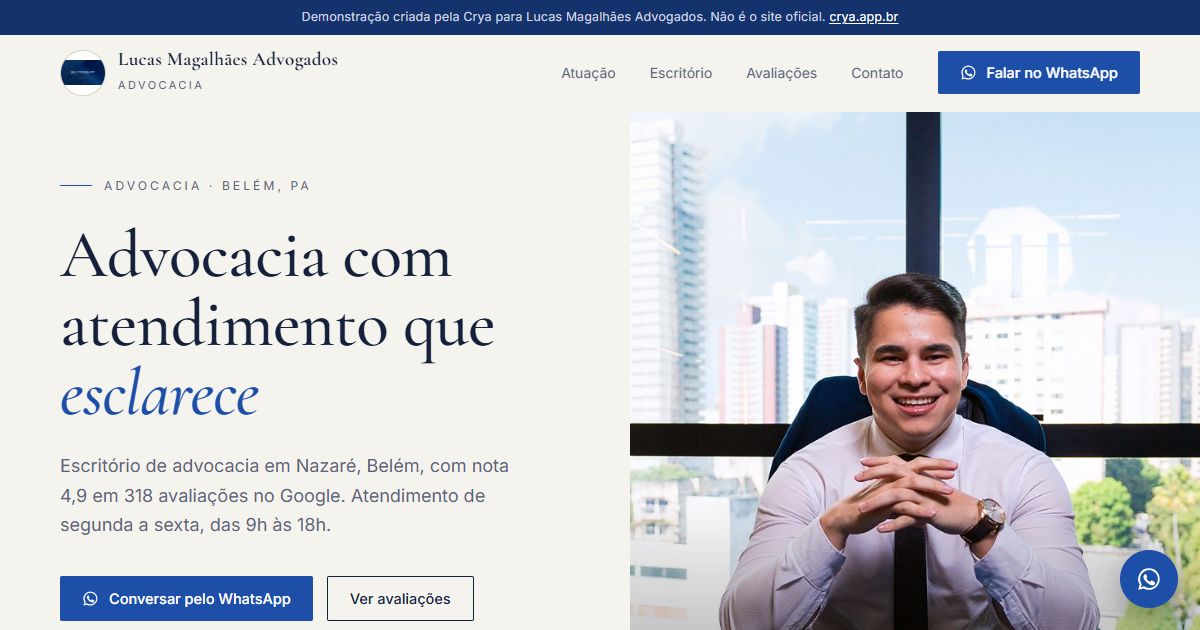 Demonstração criada pela Crya para Lucas Magalhães Advogados. Não é o site oficial. crya.app.br
Lucas Magalhães Advogados
ADVOCACIA
Atuação
Escritório
Avaliações
Contato
Falar no WhatsApp
ADVOCACIA · BELÉM, PA
Advocacia com
atendimento que
esclarece
Escritório de advocacia em Nazaré, Belém, com nota
4,9 em 318 avaliações no Google. Atendimento de
segunda a sexta, das 9h às 18h.
Conversar pelo WhatsApp
Ver avaliações